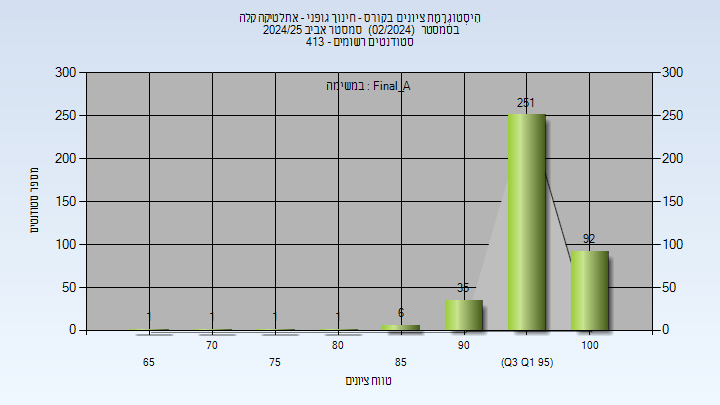 הִיסְטוֹגְרָמַת ציונים בקורס - חינוך גופני - אתלטיקה קלה
בסמסטר (02/2024) סמסטר אביב 2024/25
סטודנטים רשומים - 413
במשימה : Final_A
300 300
250 250
200 200
150 150
100 100
50 50
0 0
מספר סטודנטים
1 1 1 1 6 35 251 92
65 70 75 80 85 90 (Q3 Q1 95) 100
טווח ציונים